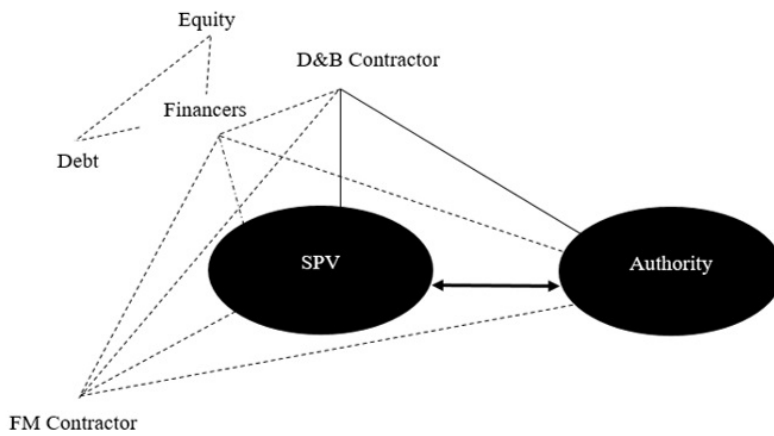 Equity
D&B Contractor
Financers
Debt
SPV
Authority
FM Contractor